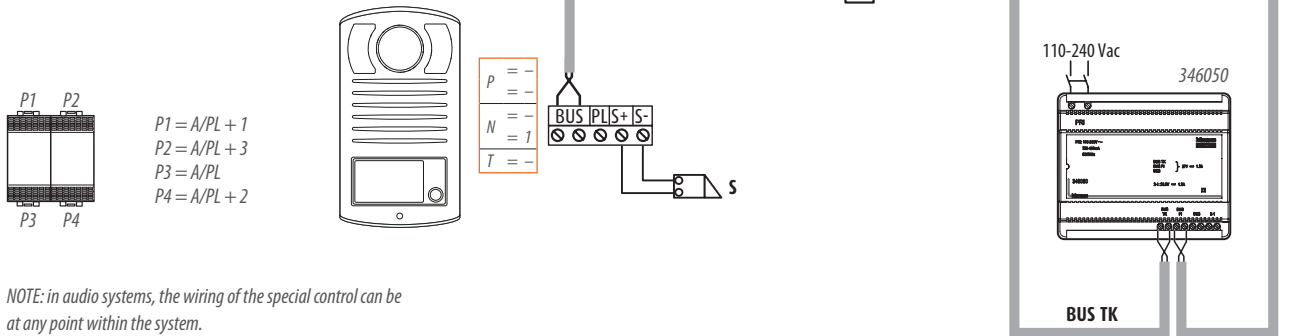 110-240 Vac
346050
P1 P2
P1 = A/PL + 1
P2 = A/PL + 3
P3 = A/PL
P4 = A/PL + 2
P3 P4
P = –
= –
N = –
= 1
T = –
BUS PL S+ S-
S
PRI
346050
BUS TK
NOTE: in audio systems, the wiring of the special control can be
at any point within the system.